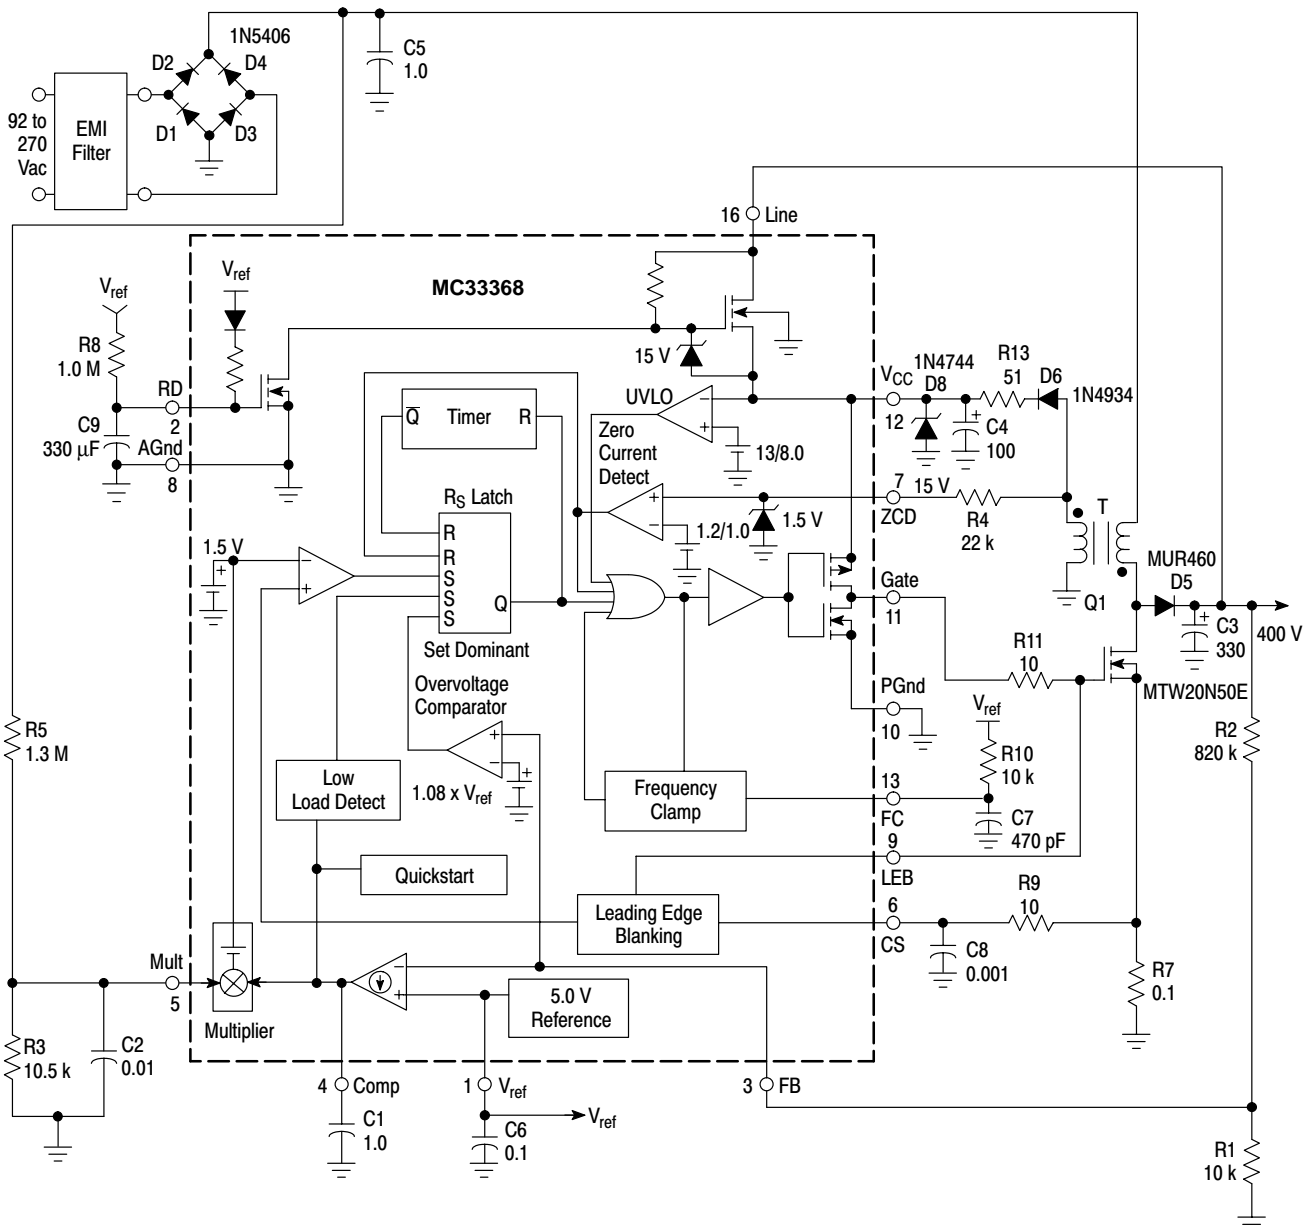 1N5406
D2
D4
D1
D3
C5
1.0
92 to
270
Vac
EMI
Filter
16
Line
MC33368
Vref
Vref
R8
1.0 M
RD
2
C9
330 µF
AGnd
8
15 V
UVLO
VCC
12
1N4744
D8
R13
51
D6
1N4934
C4
100
+
Q̅
Timer
R
Zero
Current
Detect
13/8.0
7
15 V
ZCD
R4
22 k
T
RS Latch
R
R
S
S
S
Q
Set Dominant
1.2/1.0
1.5 V
1.5 V
MUR460
D5
Q1
Gate
11
C3
330
+
400 V
R11
10
MTW20N50E
PGnd
10
Overvoltage
Comparator
1.08 x Vref
Vref
R10
10 k
R2
820 k
R5
1.3 M
Low
Load Detect
Frequency
Clamp
13
FC
C7
470 pF
9
LEB
Quickstart
Leading Edge
Blanking
6
CS
R9
10
C8
0.001
R7
0.1
Mult
5
Multiplier
5.0 V
Reference
R3
10.5 k
C2
0.01
4
Comp
1
Vref
3
FB
C1
1.0
C6
0.1
Vref
R1
10 k